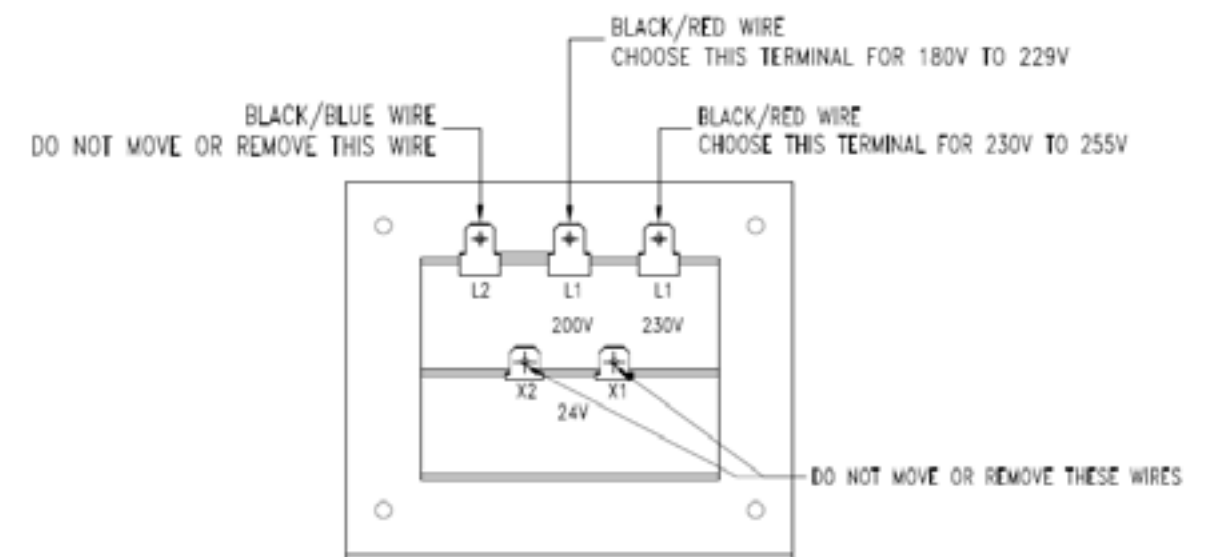 BLACK/RED WIRE
CHOOSE THIS TERMINAL FOR 180V TO 229V
BLACK/BLUE WIRE
DO NOT MOVE OR REMOVE THIS WIRE
BLACK/RED WIRE
CHOOSE THIS TERMINAL FOR 230V TO 255V
L2 L1 L1
200V 230V
X2 X1
24V
DO NOT MOVE OR REMOVE THESE WIRES